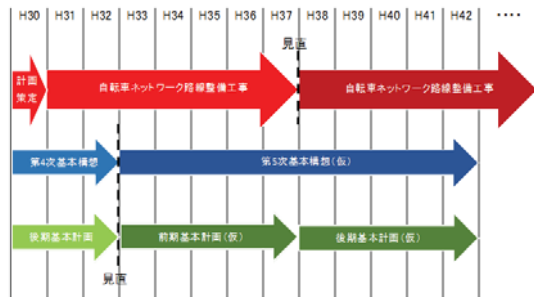 H30 H31 H32 H33 H34 H35 H36 H37 H38 H39 H40 H41 H42 ････
見直
計画
策定
自転車ネットワーク路線整備工事
自転車ネットワーク路線整備工事
第4次基本構想
第5次基本構想(仮)
後期基本計画
前期基本計画(仮)
後期基本計画(仮)
見直